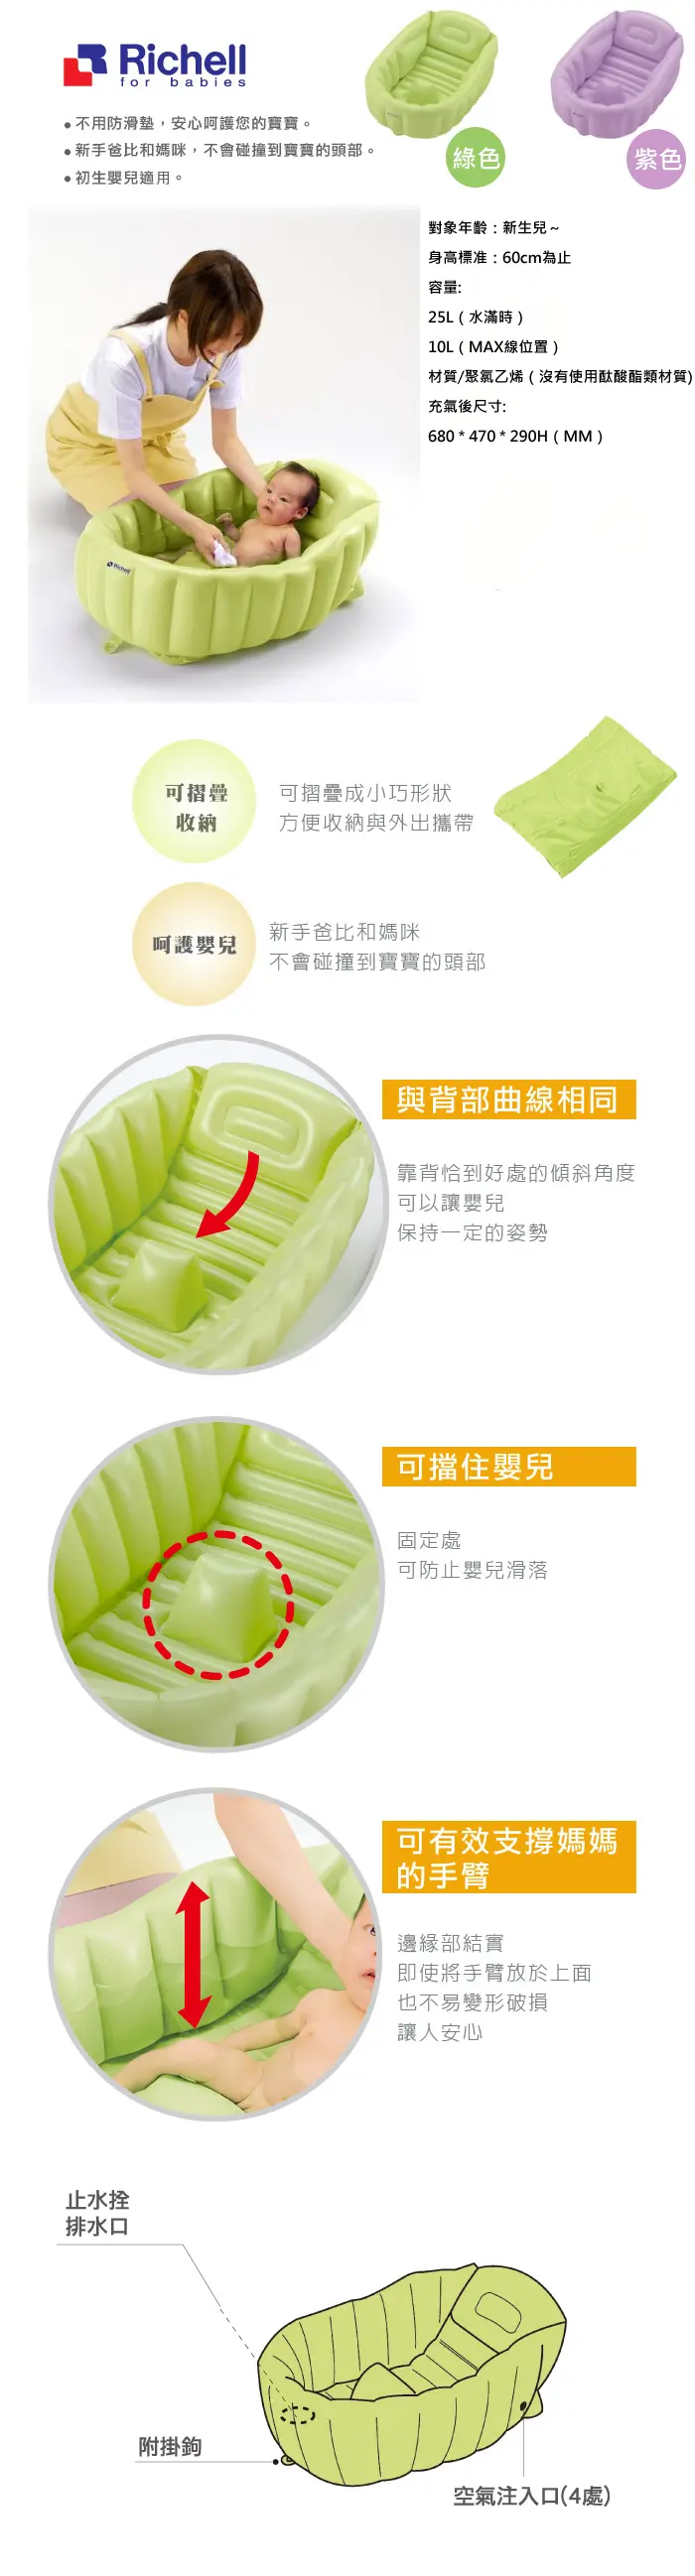 Richell
for babies
綠色
紫色
•不用防滑墊，安心呵護您的寶寶。
•新手爸比和媽咪，不會碰撞到寶寶的頭部。
•初生嬰兒適用。
對象年齡：新生兒~
身高標准：60cm為止
容量:
25L（水滿時）
10L（MAX線位置）
材質/聚氯乙烯（沒有使用酞酸酯類材質)
充氣後尺寸:
680 * 470 * 290H（MM）
Richell
可摺疊
收納
可摺疊成小巧形狀
方便收納與外出攜帶
呵護嬰兒
新手爸比和媽咪
不會碰撞到寶寶的頭部
與背部曲線相同
靠背恰到好處的傾斜角度
可以讓嬰兒
保持一定的姿勢
可擋住嬰兒
固定處
可防止嬰兒滑落
可有效支撐媽媽
的手臂
邊緣部結實
即使將手臂放於上面
也不易變形破損
讓人安心
止水拴
排水口
附掛鉤
空氣注入口(4處)